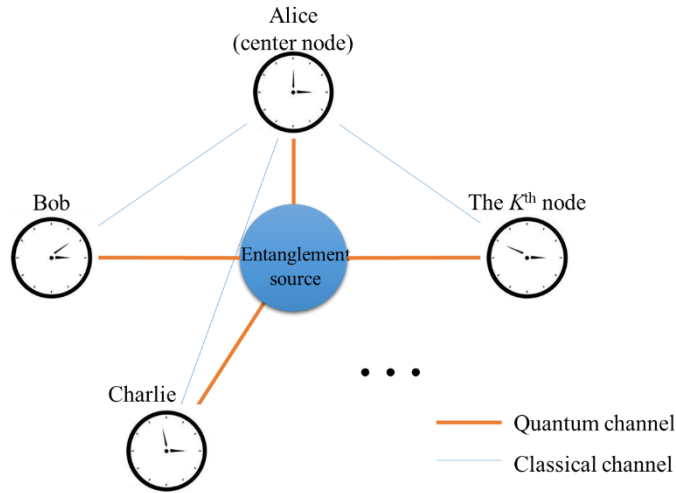 Alice
(center node)
Bob
The Kth node
Entanglement
source
Charlie
• • •
Quantum channel
Classical channel